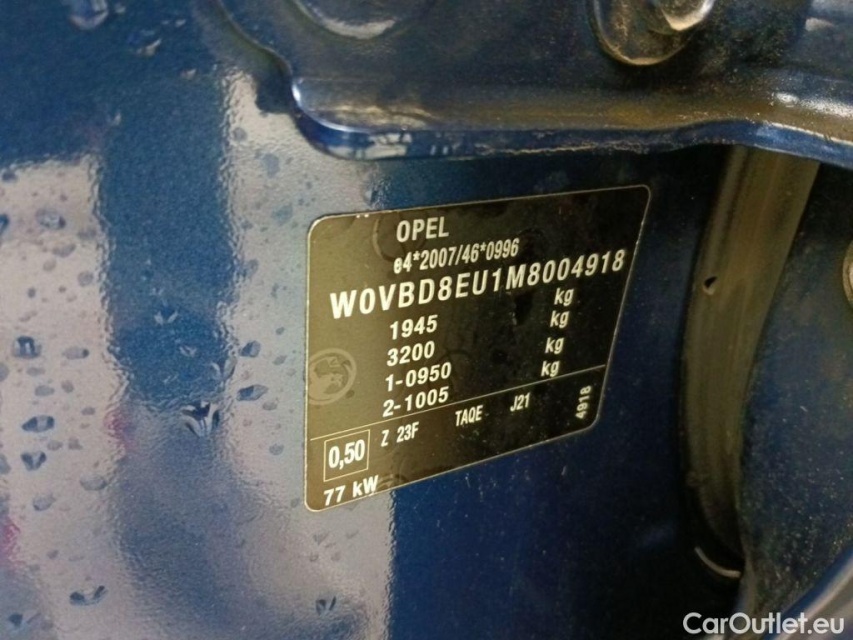 OPEL
e4*2007/46*0996
W0VBD8EU1M8004918
1945 kg
3200 kg
1-0950 kg
2-1005 kg
0,50 Z 23F TAQE J21 4918
77 kW
CarOutlet.eu